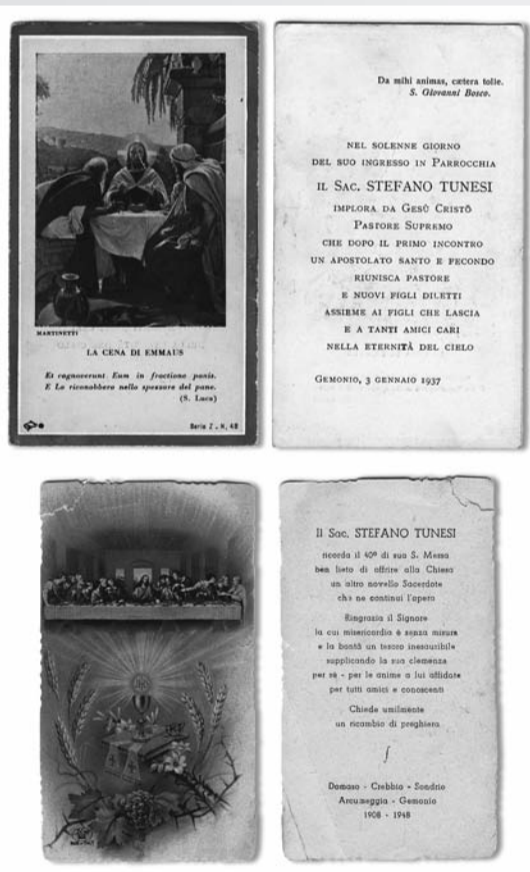 MARTINETTI
LA CENA DI EMMAUS
Et cognoverunt Eum in fractione panis.
E Lo riconobbero nello spezzare del pane.
(S. Luca)
Serie Z - N. 48
Da mihi animas, cætera tolle.
S. Giovanni Bosco.
NEL SOLENNE GIORNO
DEL SUO INGRESSO IN PARROCCHIA
IL SAC. STEFANO TUNESI
IMPLORA DA GESÙ CRISTO
PASTORE SUPREMO
CHE DOPO IL PRIMO INCONTRO
UN APOSTOLATO SANTO E FECONDO
RIUNISCA PASTORE
E NUOVI FIGLI DILETTI
ASSIEME AI FIGLI CHE LASCIA
E A TANTI AMICI CARI
NELLA ETERNITÀ DEL CIELO
GEMONIO, 3 GENNAIO 1937
Il Sac. STEFANO TUNESI
ricorda il 40º di sua S. Messa
ben lieto di offrire alla Chiesa
un altro novello Sacerdote
che ne continui l'opera
Ringrazia il Signore
la cui misericordia è senza misura
e la bontà un tesoro inesauribile
supplicando la sua clemenza
per sè - per le anime a lui affidate
per tutti amici e conoscenti
Chiede umilmente
un ricambio di preghiera
Domaso - Crebbio - Sondrio
Arcumeggia - Gemonio
1908 - 1948